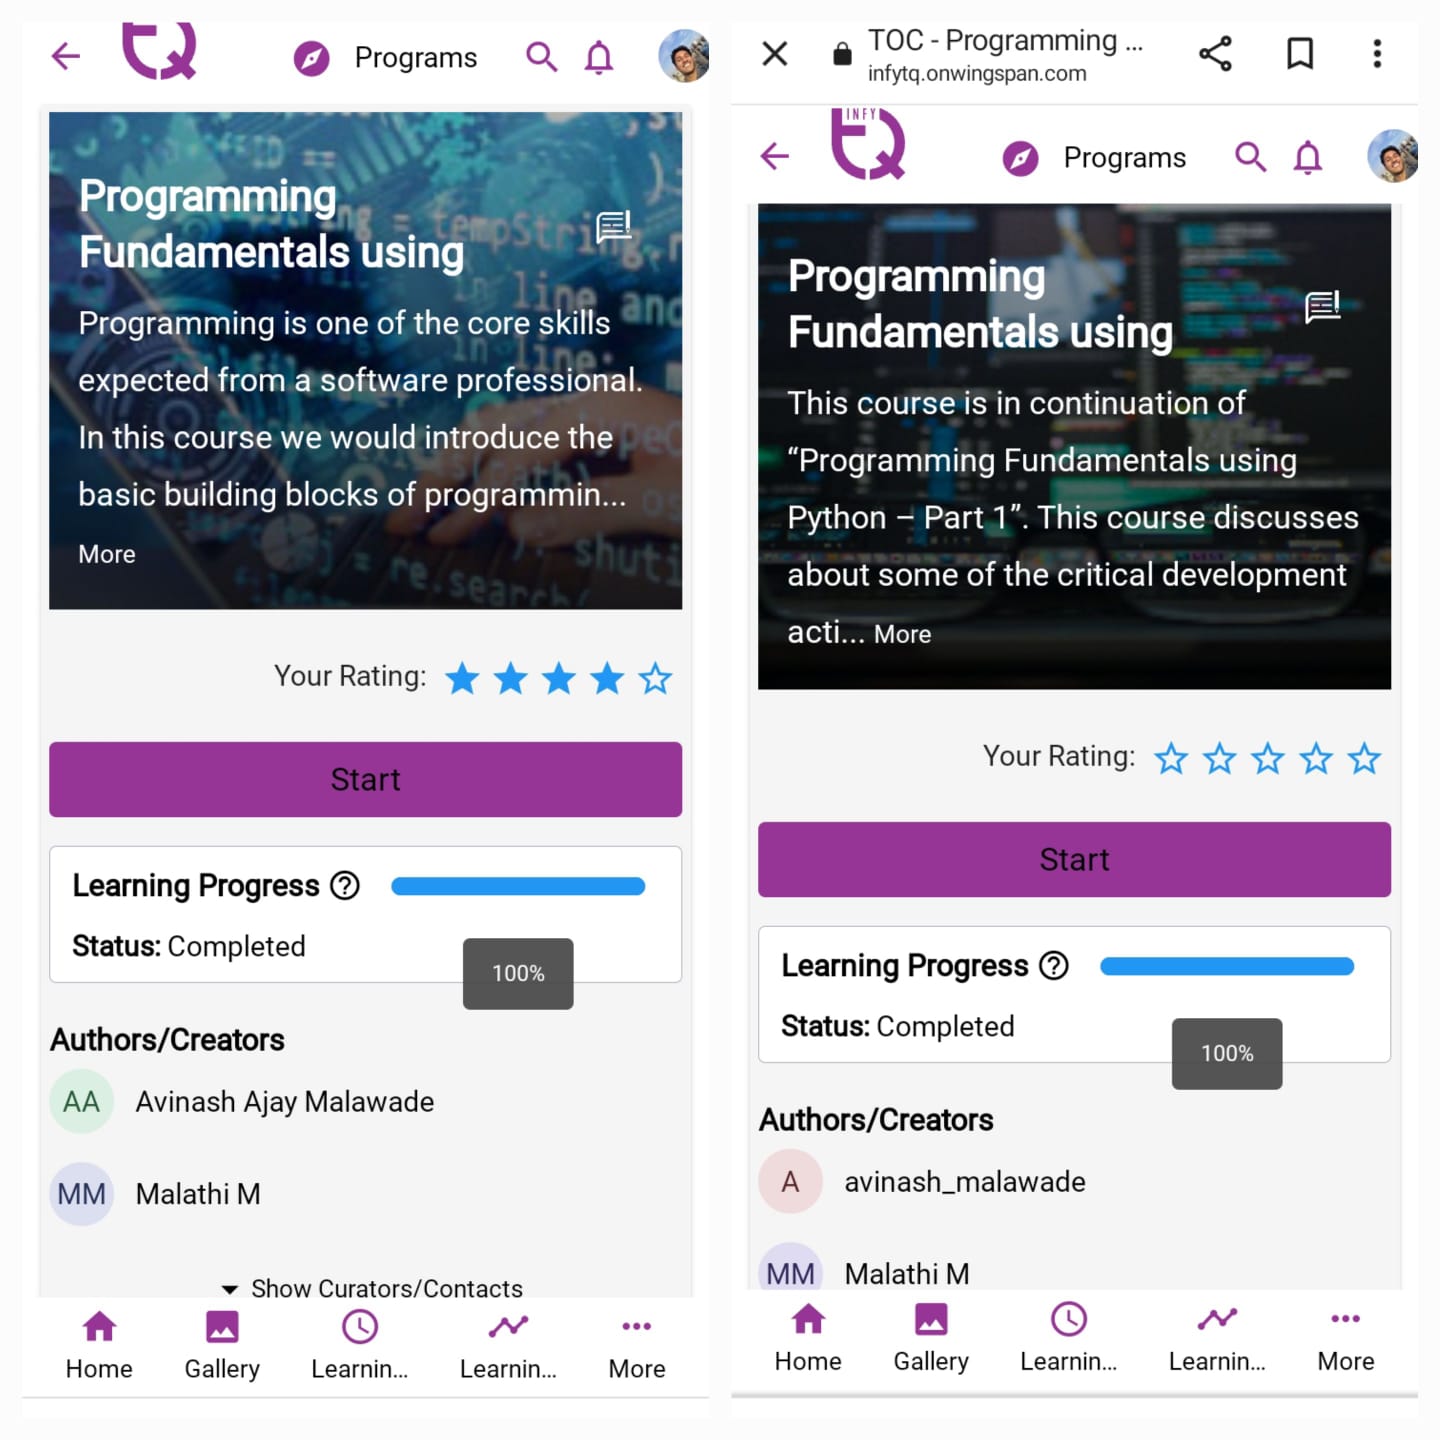 Programs
Programming
Fundamentals using
Programming is one of the core skills
expected from a software professional.
In this course we would introduce the
basic building blocks of programmin...
More
Your Rating:
Start
Learning Progress
Status: Completed
100%
Authors/Creators
AA Avinash Ajay Malawade
MM Malathi M
Show Curators/Contacts
Home Gallery Learnin... Learnin... More
TOC - Programming ...
infytq.onwingspan.com
INFY
TQ
Programs
Programming
Fundamentals using
This course is in continuation of
“Programming Fundamentals using
Python – Part 1”. This course discusses
about some of the critical development
acti... More
Your Rating:
Start
Learning Progress
Status: Completed
100%
Authors/Creators
A avinash_malawade
MM Malathi M
Home Gallery Learnin... Learnin... More